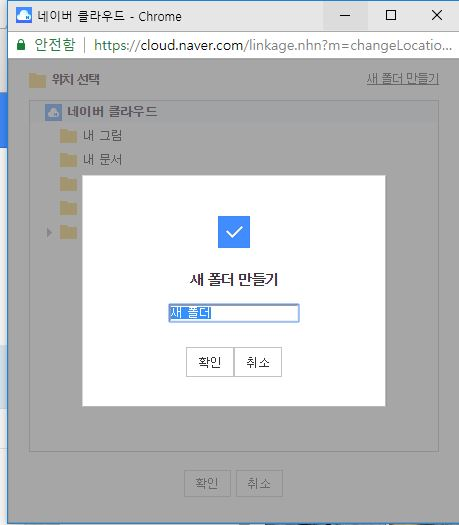 네이버 클라우드 - Chrome
안전함 | https://cloud.naver.com/linkage.nhn?m=changeLocatio...
위치 선택 새 폴더 만들기
네이버 클라우드
내 그림
내 문서
새 폴더 만들기
새 폴더
확인 취소
확인 취소